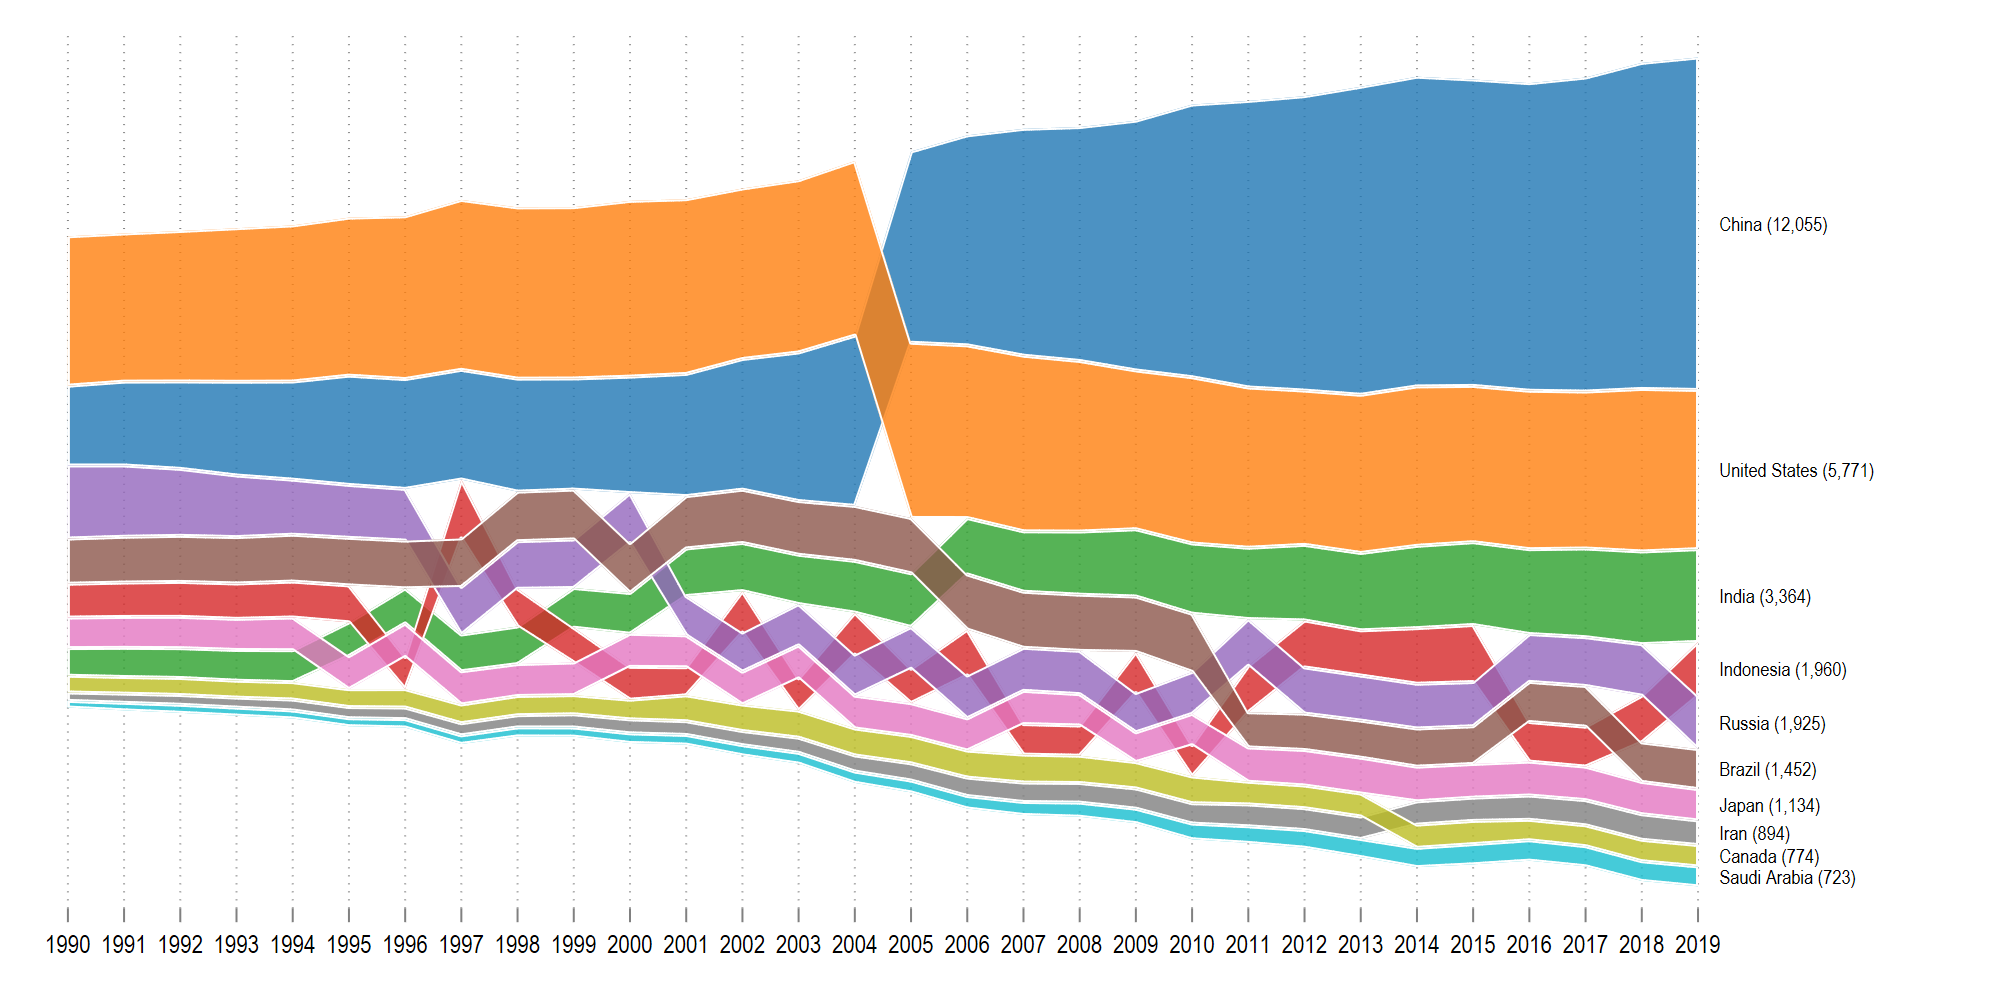 China (12,055)
United States (5,771)
India (3,364)
Indonesia (1,960)
Russia (1,925)
Brazil (1,452)
Japan (1,134)
Iran (894)
Canada (774)
Saudi Arabia (723)
1990 1991 1992 1993 1994 1995 1996 1997 1998 1999 2000 2001 2002 2003 2004 2005 2006 2007 2008 2009 2010 2011 2012 2013 2014 2015 2016 2017 2018 2019